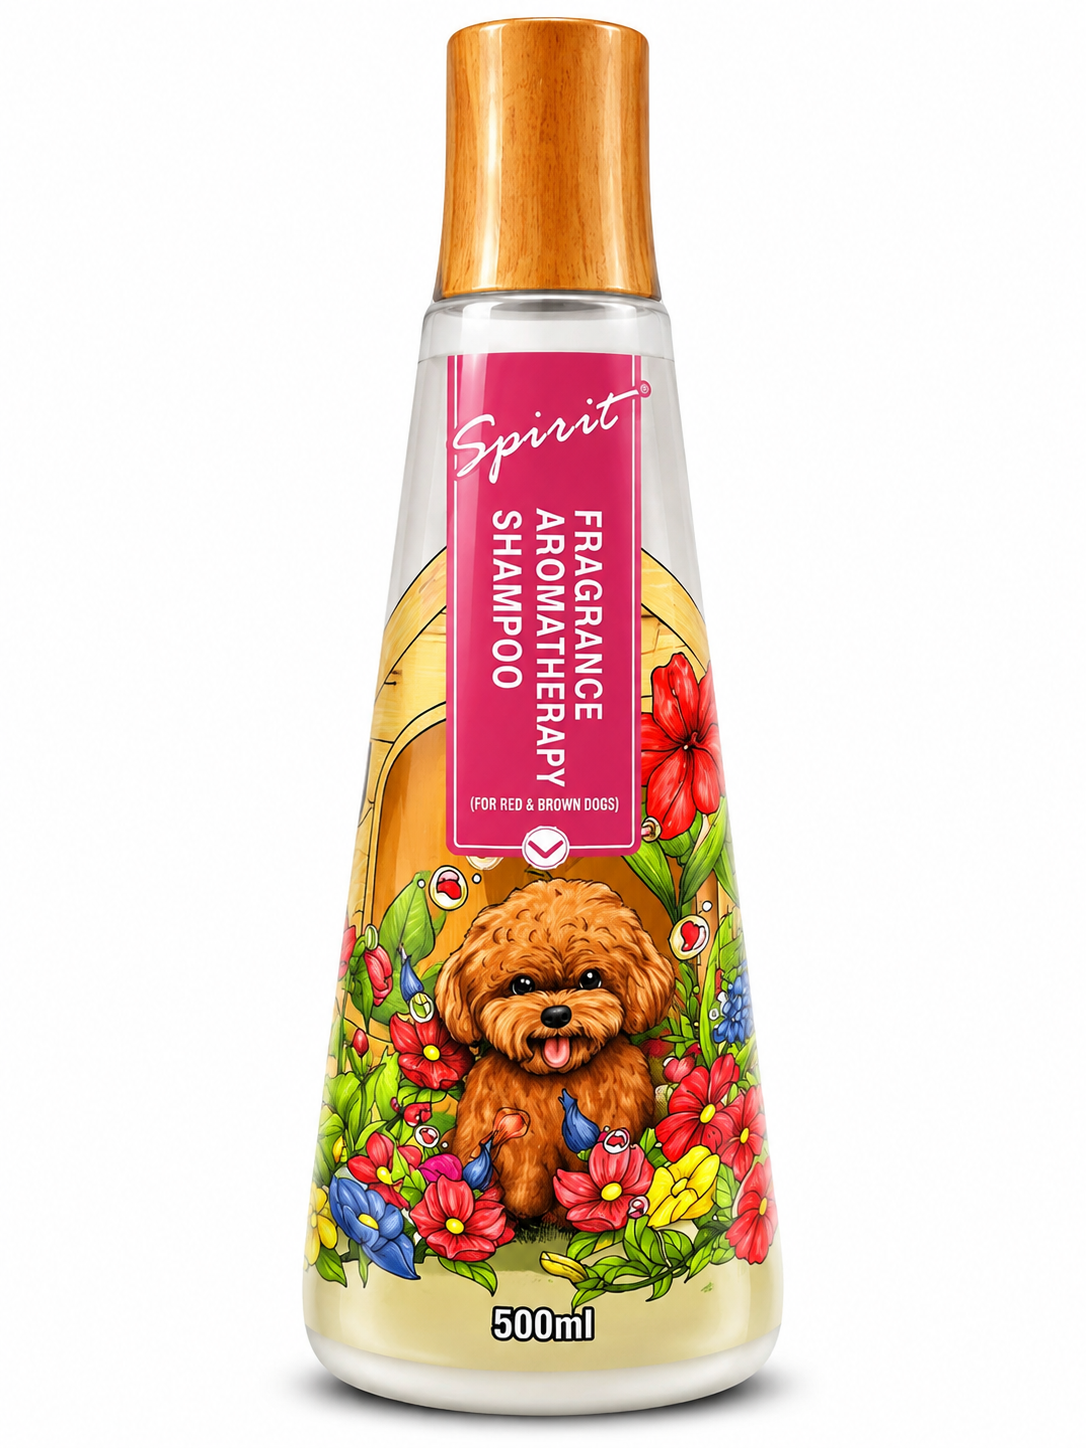 Spirit®
FRAGRANCE
AROMATHERAPY
SHAMPOO
(FOR RED & BROWN DOGS)
500ml